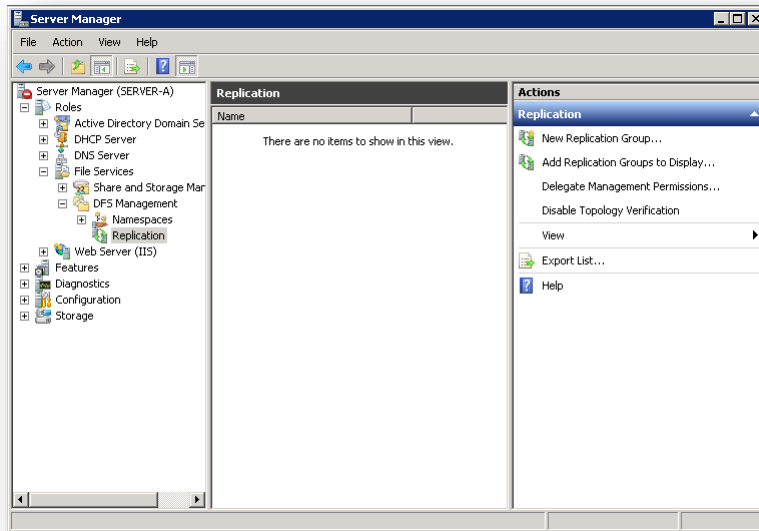 Server Manager
File Action View Help
Server Manager (SERVER-A)
Roles
Active Directory Domain Se
DHCP Server
DNS Server
File Services
Share and Storage Mar
DFS Management
Namespaces
Replication
Web Server (IIS)
Features
Diagnostics
Configuration
Storage
Replication
Name
There are no items to show in this view.
Actions
Replication
New Replication Group...
Add Replication Groups to Display...
Delegate Management Permissions...
Disable Topology Verification
View
Export List...
Help